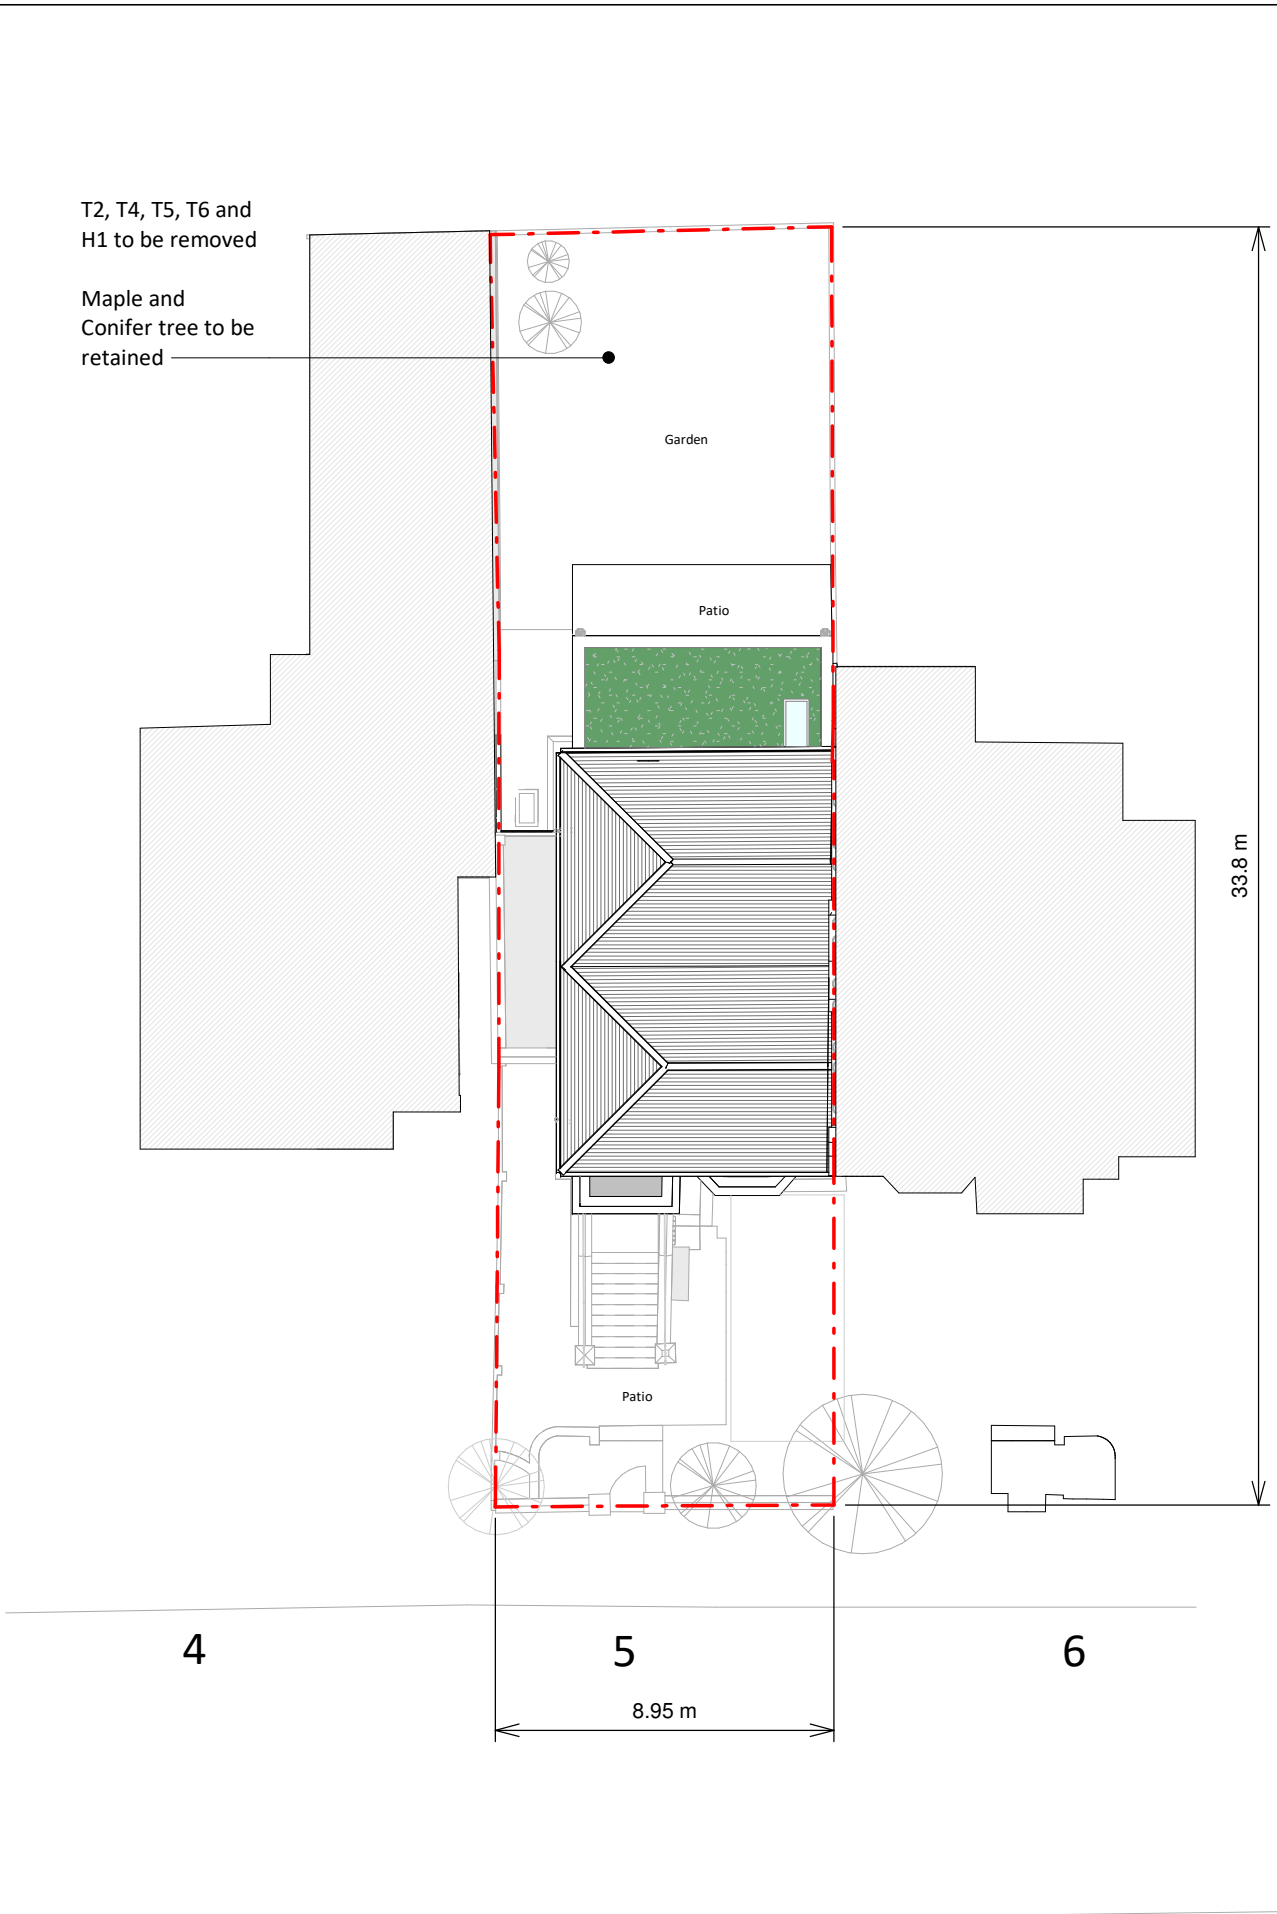 T2, T4, T5, T6 and
H1 to be removed
Maple and
Conifer tree to be
retained
Garden
Patio
33.8 m
Patio
4
5
6
8.95 m